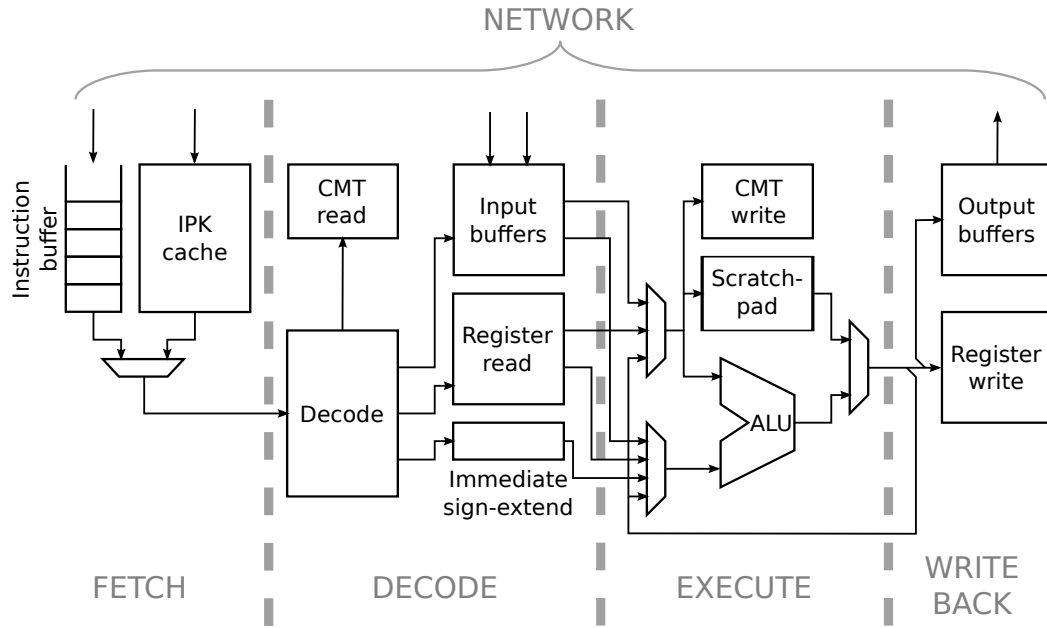 NETWORK
Instruction
buffer
IPK
cache
CMT
read
Input
buffers
CMT
write
Output
buffers
Scratch-
pad
Register
read
Register
write
Decode
ALU
Immediate
sign-extend
FETCH
DECODE
EXECUTE
WRITE
BACK